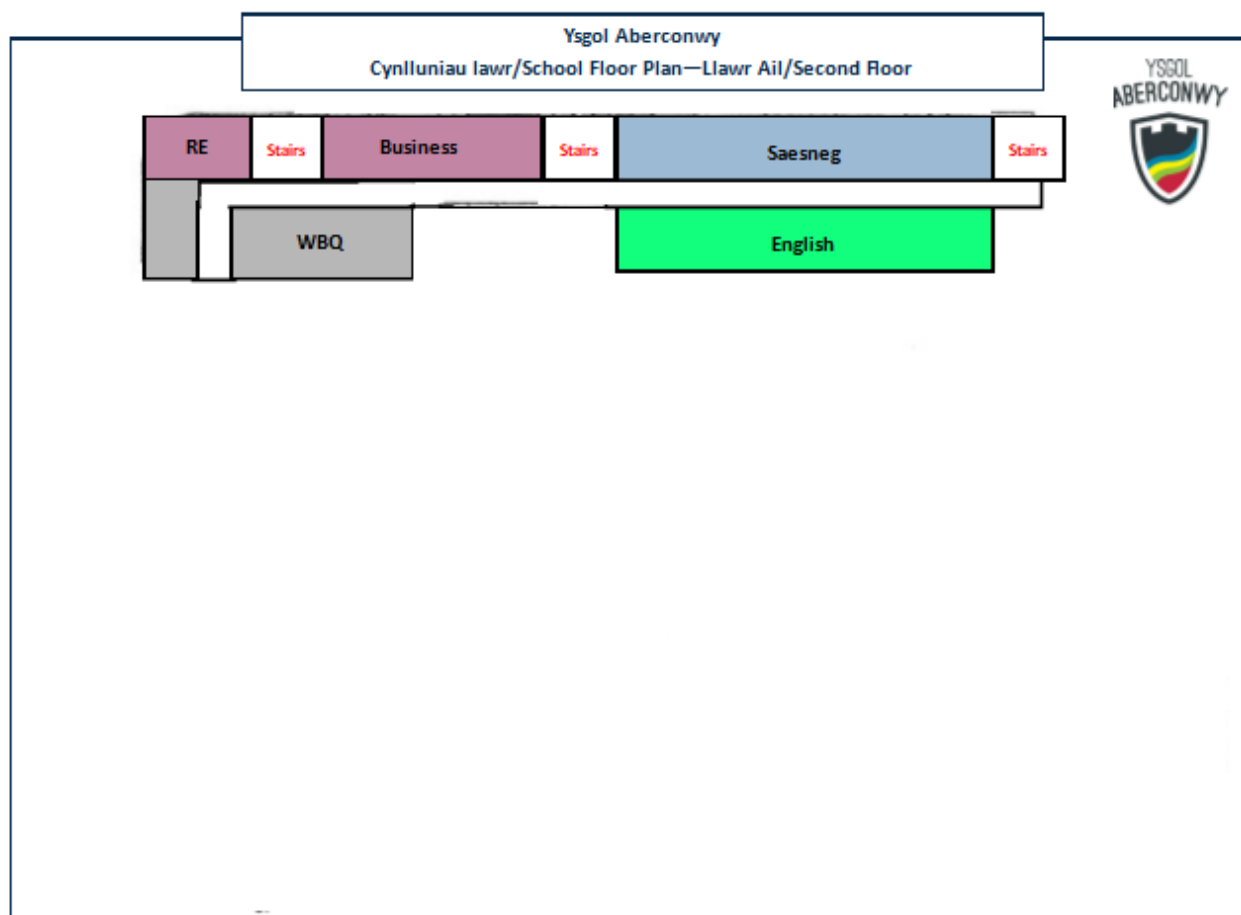 Ysgol Aberconwy
Cynlluniau lawr/School Floor Plan—Llawr Ail/Second Floor
YSGOL
ABERCONWY
RE
Stairs
Business
Stairs
Saesneg
Stairs
WBQ
English